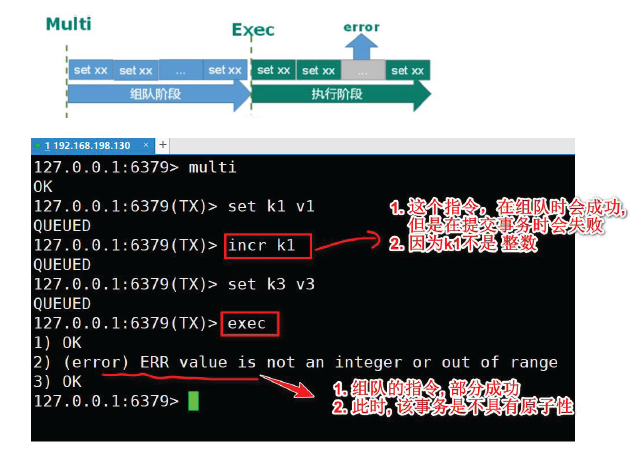 Multi
Exec
error
set xx set xx ... set xx set xx set xx ... set xx
组队阶段 执行阶段
1 192.168.198.130 × +
127.0.0.1:6379> multi
OK
127.0.0.1:6379(TX)> set k1 v1
QUEUED
127.0.0.1:6379(TX)> incr k1
QUEUED
127.0.0.1:6379(TX)> set k3 v3
QUEUED
127.0.0.1:6379(TX)> exec
1) OK
2) (error) ERR value is not an integer or out of range
3) OK
127.0.0.1:6379>
1. 这个指令，在组队时会成功,
但是在提交事务时会失败
2. 因为k1不是 整数
1. 组队的指令, 部分成功
2. 此时, 该事务是不具有原子性